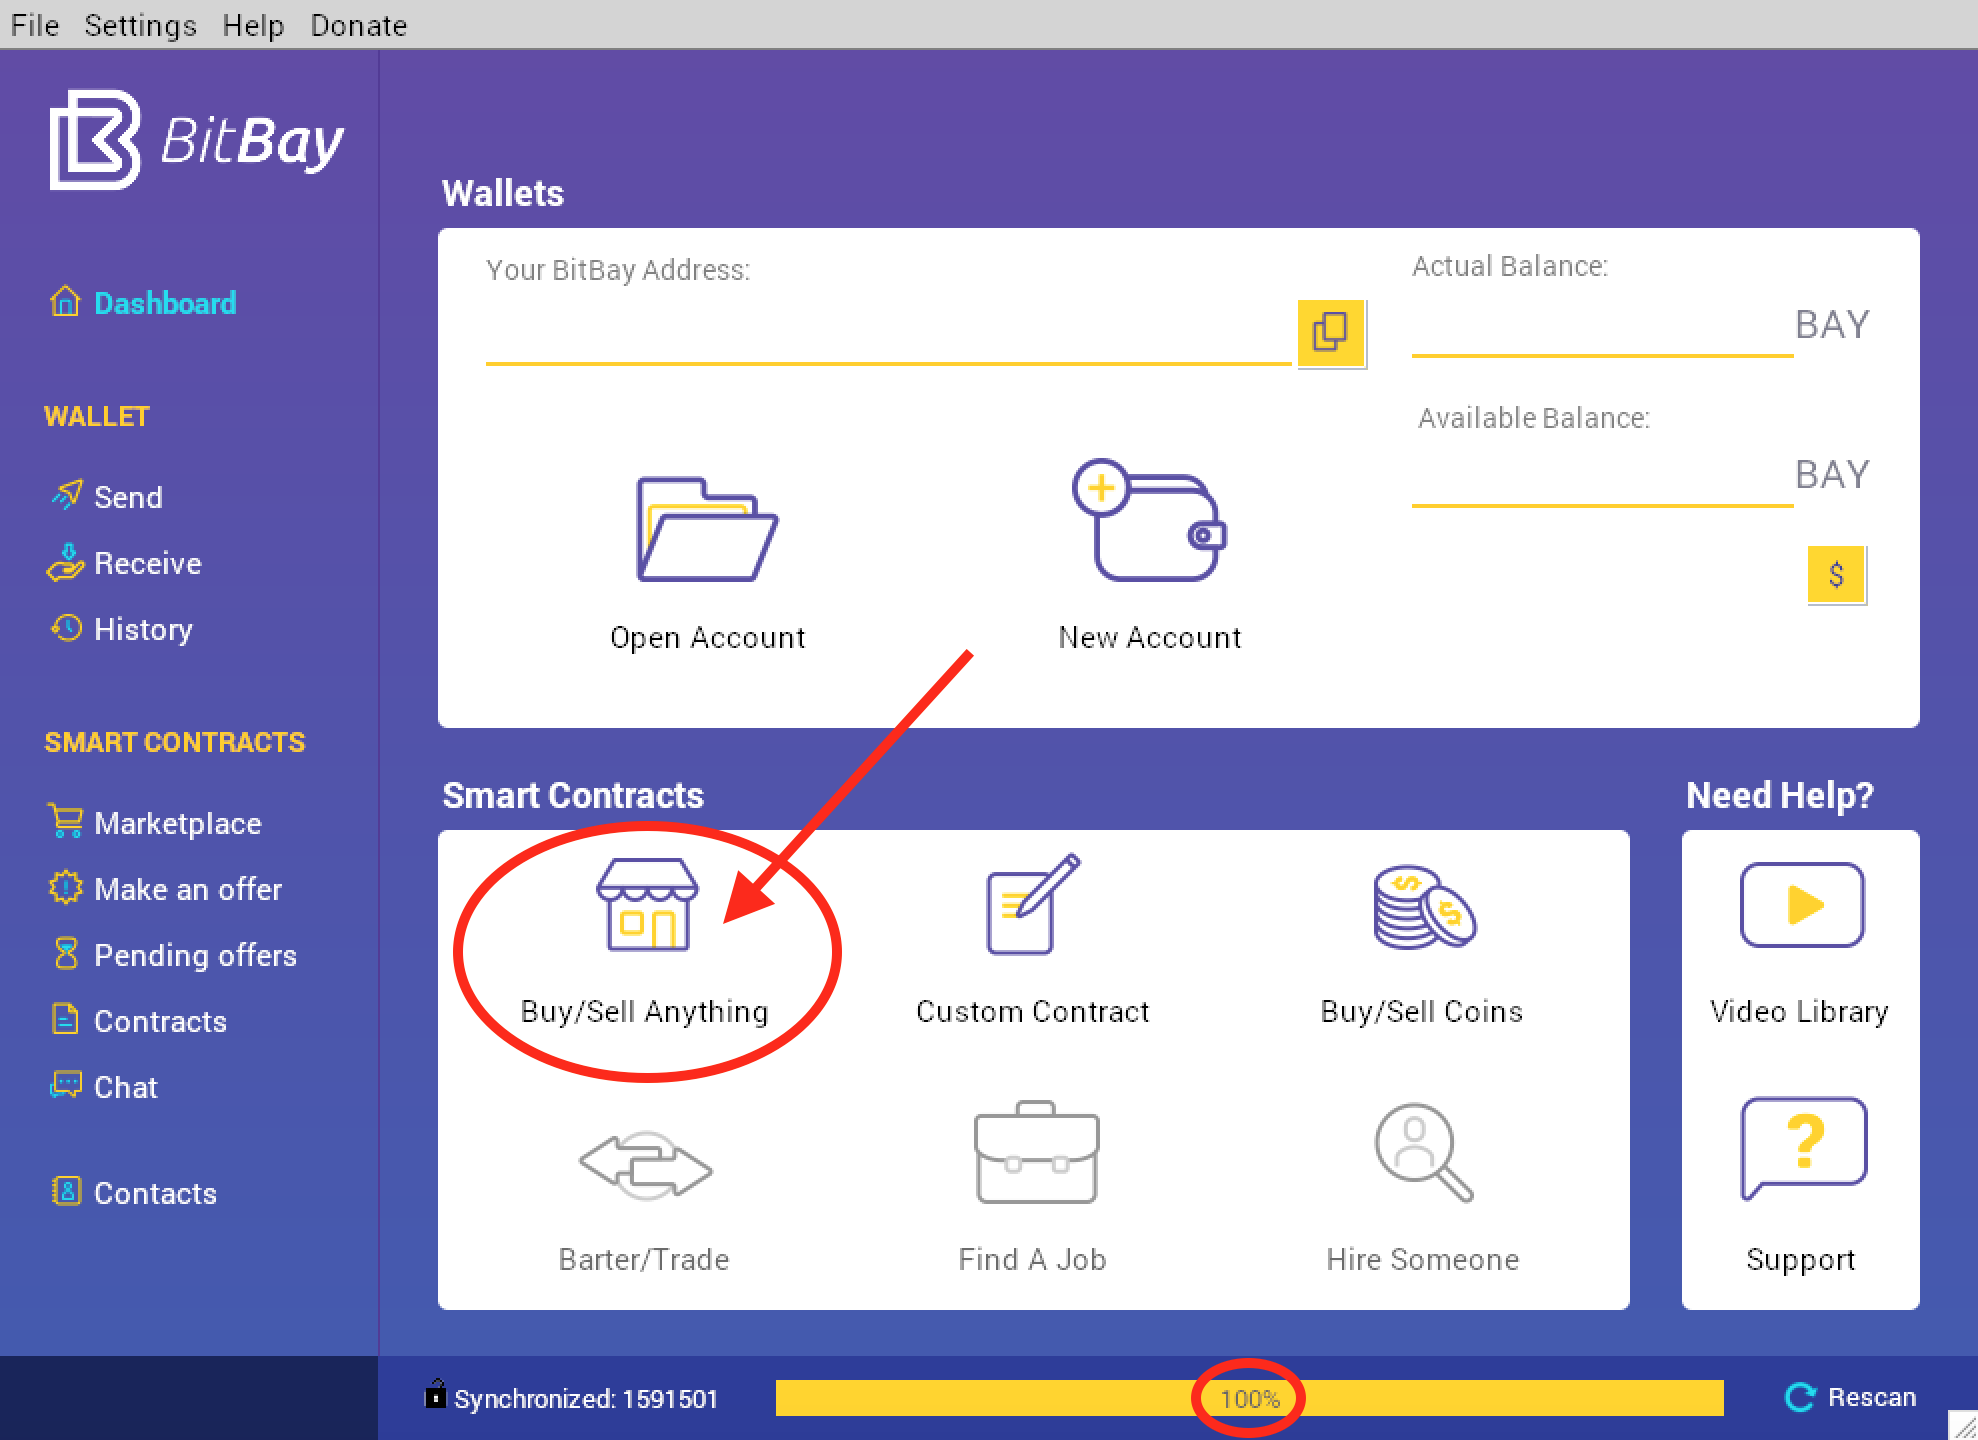 File Settings Help Donate
BitBay
Dashboard
WALLET
Send
Receive
History
SMART CONTRACTS
Marketplace
Make an offer
Pending offers
Contracts
Chat
Contacts
Wallets
Your BitBay Address:
Actual Balance:
BAY
Available Balance:
BAY
$
Open Account
New Account
Smart Contracts
Buy/Sell Anything
Custom Contract
Buy/Sell Coins
Barter/Trade
Find A Job
Hire Someone
Need Help?
Video Library
?
Support
Synchronized: 1591501
100%
Rescan